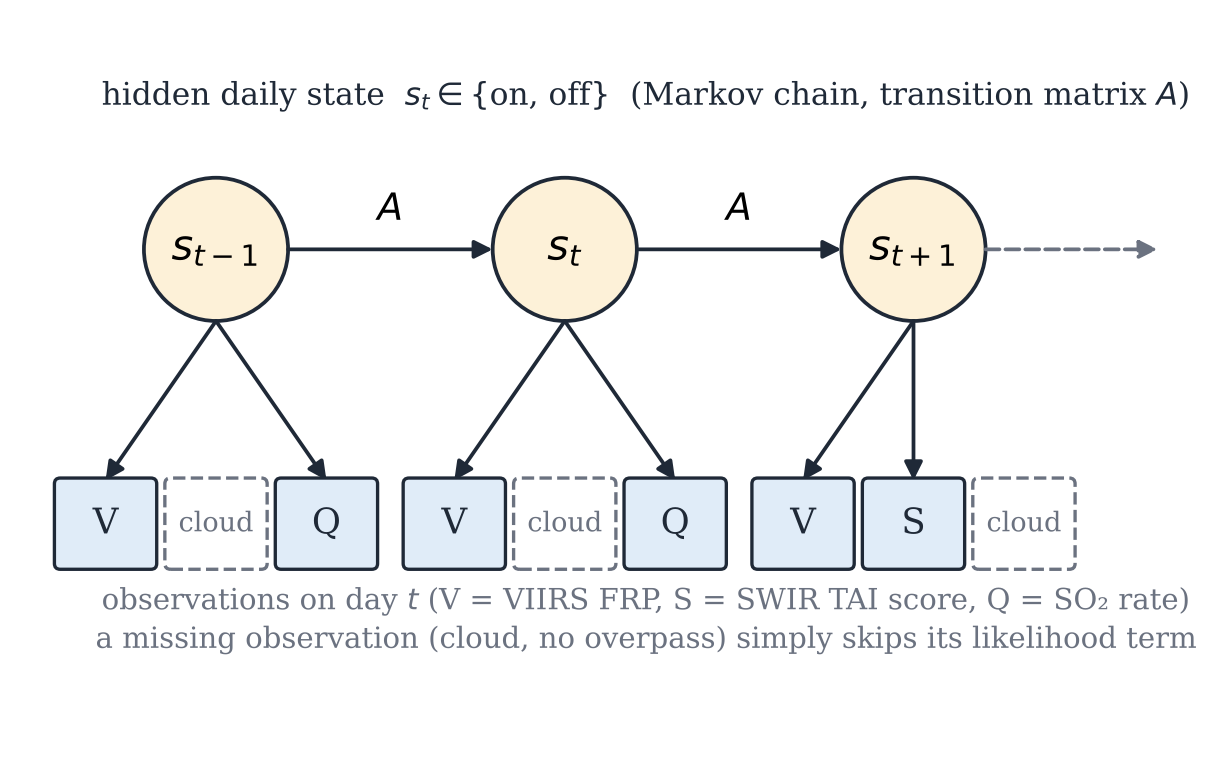 hidden daily state s_t ∈ {on, off} (Markov chain, transition matrix A)
A A
s_{t−1} s_t s_{t+1}
V cloud Q V cloud Q V S cloud
observations on day t (V = VIIRS FRP, S = SWIR TAI score, Q = SO₂ rate)
a missing observation (cloud, no overpass) simply skips its likelihood term